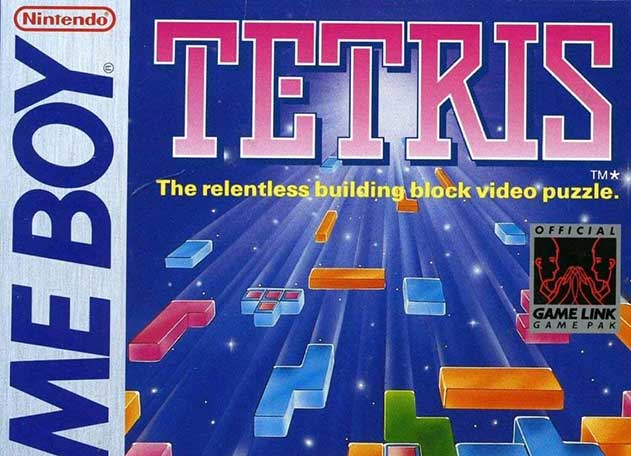 Nintendo®
ME BOY®
TETRIS
TM*
The relentless building block video puzzle.
OFFICIAL
GAME LINK
GAME PAK